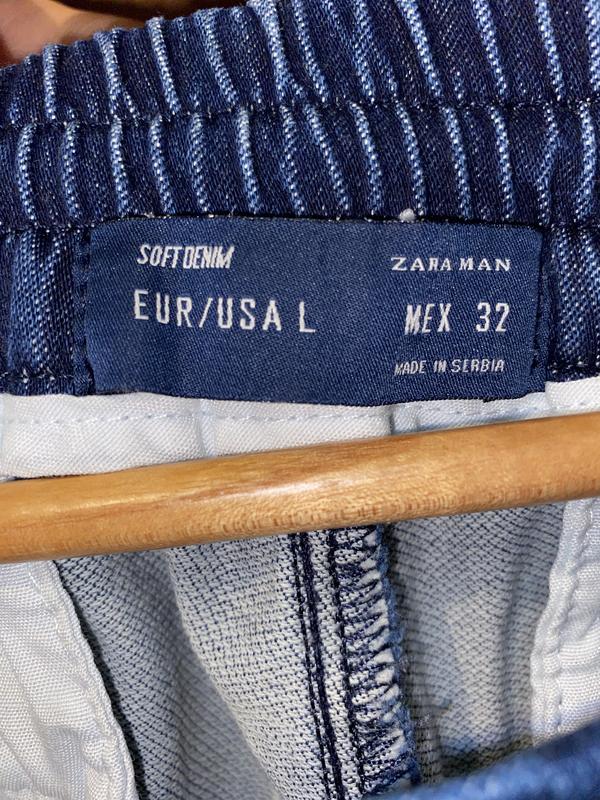 SOFT DENIM ZARA MAN
EUR/USA L MEX 32
MADE IN SERBIA